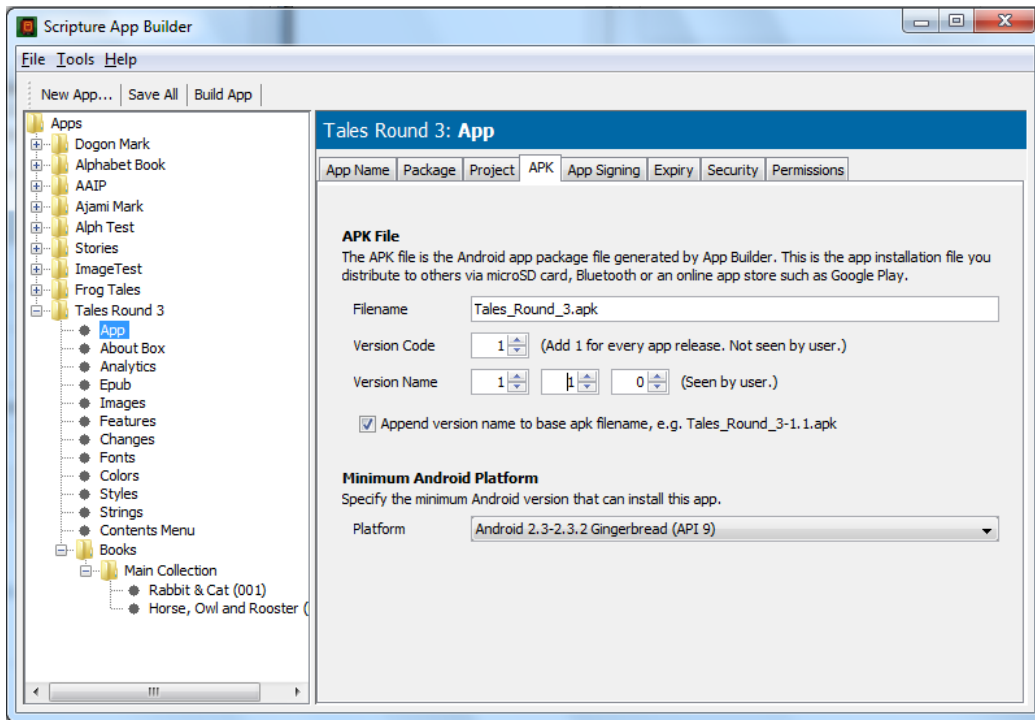 Scripture App Builder
File Tools Help
New App... Save All Build App
Apps
Dogon Mark
Alphabet Book
AAIP
Ajami Mark
Alph Test
Stories
ImageTest
Frog Tales
Tales Round 3
App
About Box
Analytics
Epub
Images
Features
Changes
Fonts
Colors
Styles
Strings
Contents Menu
Books
Main Collection
Rabbit & Cat (001)
Horse, Owl and Rooster (
Tales Round 3: App
App Name Package Project APK App Signing Expiry Security Permissions
APK File
The APK file is the Android app package file generated by App Builder. This is the app installation file you
distribute to others via microSD card, Bluetooth or an online app store such as Google Play.
Filename Tales_Round_3.apk
Version Code 1 (Add 1 for every app release. Not seen by user.)
Version Name 1 1 0 (Seen by user.)
Append version name to base apk filename, e.g. Tales_Round_3-1.1.apk
Minimum Android Platform
Specify the minimum Android version that can install this app.
Platform Android 2.3-2.3.2 Gingerbread (API 9)